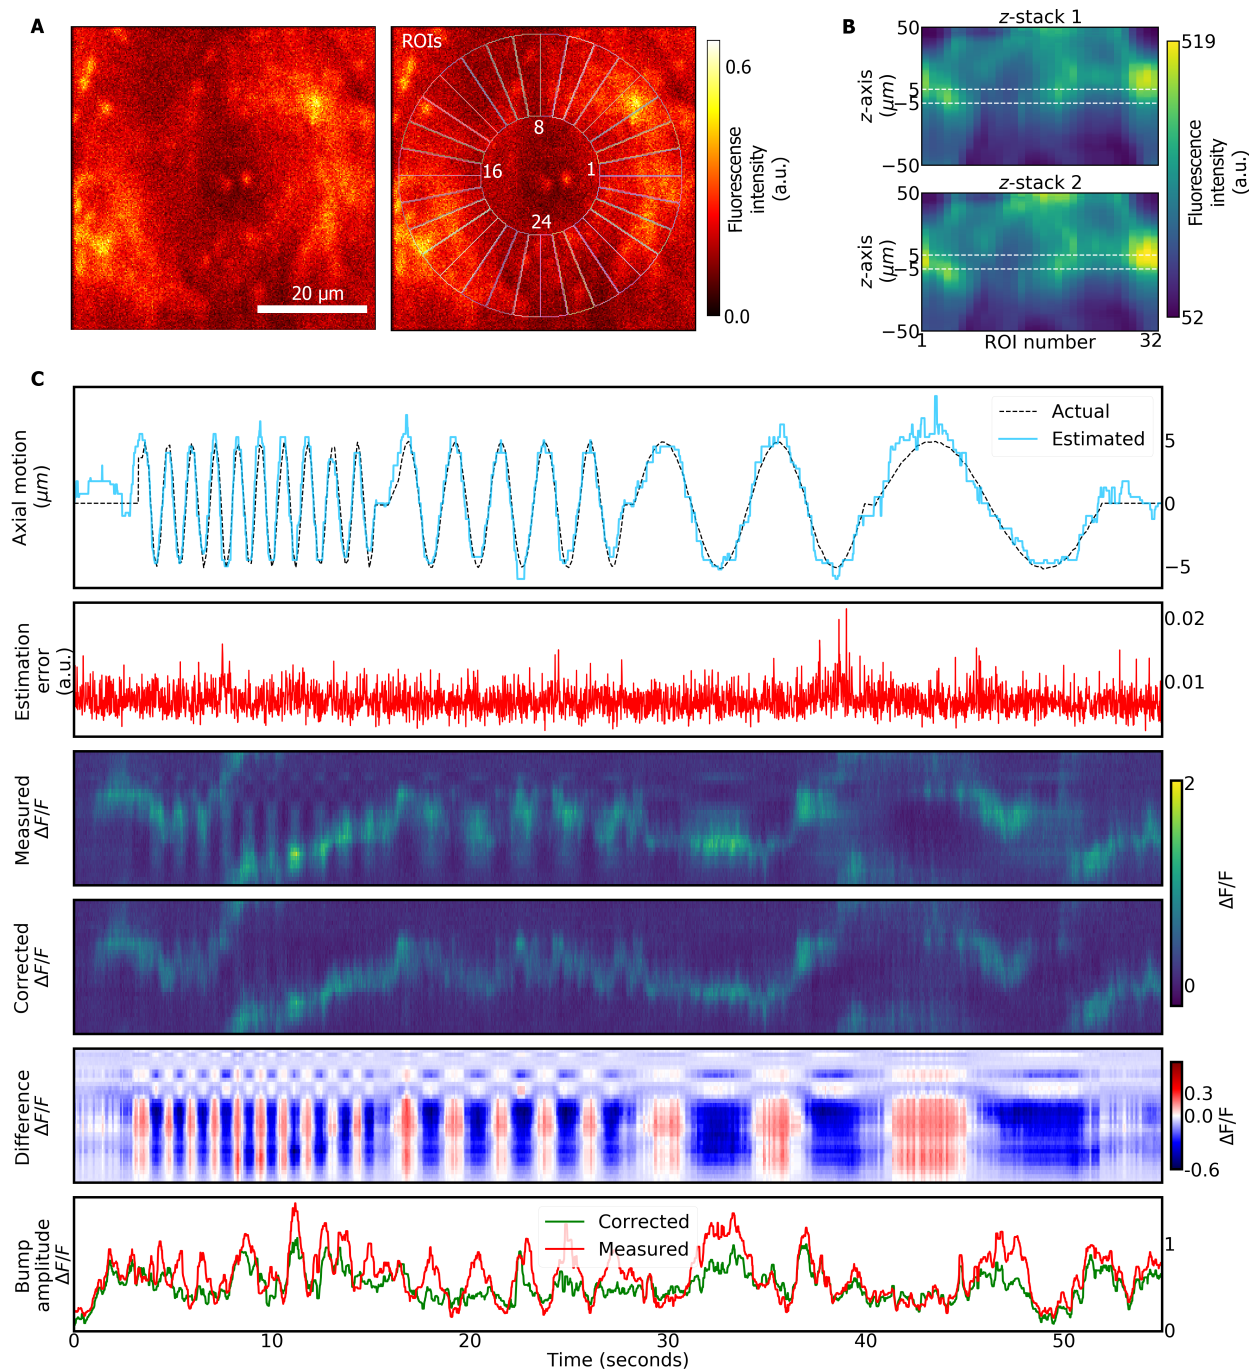 A
ROIs
8
16
1
24
20 μm
0.6
0.0
Fluorescense
intensity
(a.u.)
B
z-stack 1
50
5
−5
−50
z-axis
(μm)
z-stack 2
50
5
−5
−50
z-axis
(μm)
1
ROI number
32
519
52
Fluorescence
intensity
(a.u.)
C
Axial motion
(μm)
Actual
Estimated
5
0
−5
Estimation
error
(a.u.)
0.02
0.01
Measured
ΔF/F
Corrected
ΔF/F
2
0
ΔF/F
Difference
ΔF/F
0.3
0.0
-0.6
ΔF/F
Bump
amplitude
ΔF/F
Corrected
Measured
1
0
0
10
20
30
40
50
Time (seconds)